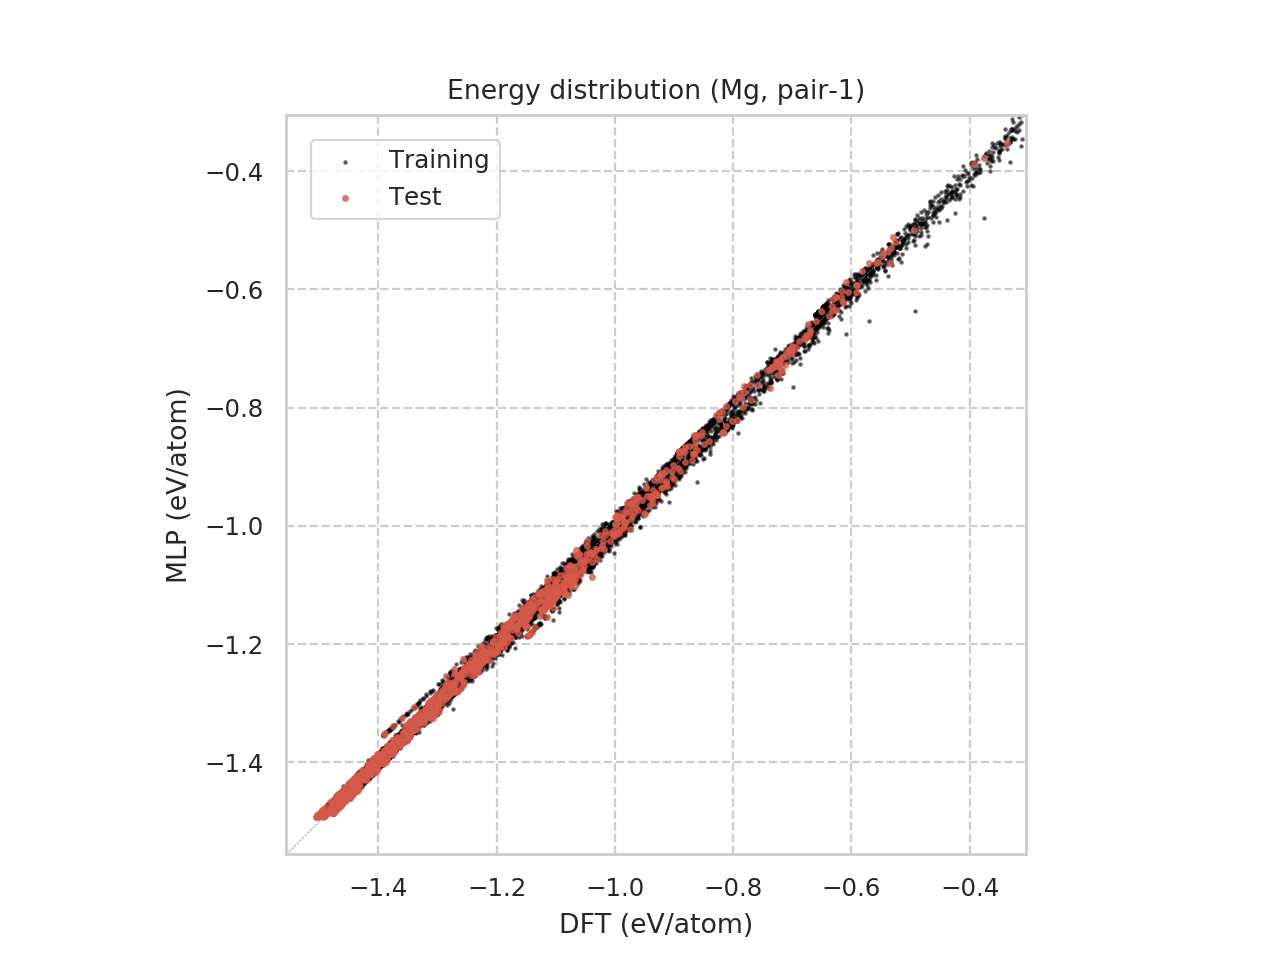 Energy distribution (Mg, pair-1)
Training
Test
−0.4
−0.6
−0.8
−1.0
−1.2
−1.4
MLP (eV/atom)
−1.4 −1.2 −1.0 −0.8 −0.6 −0.4
DFT (eV/atom)